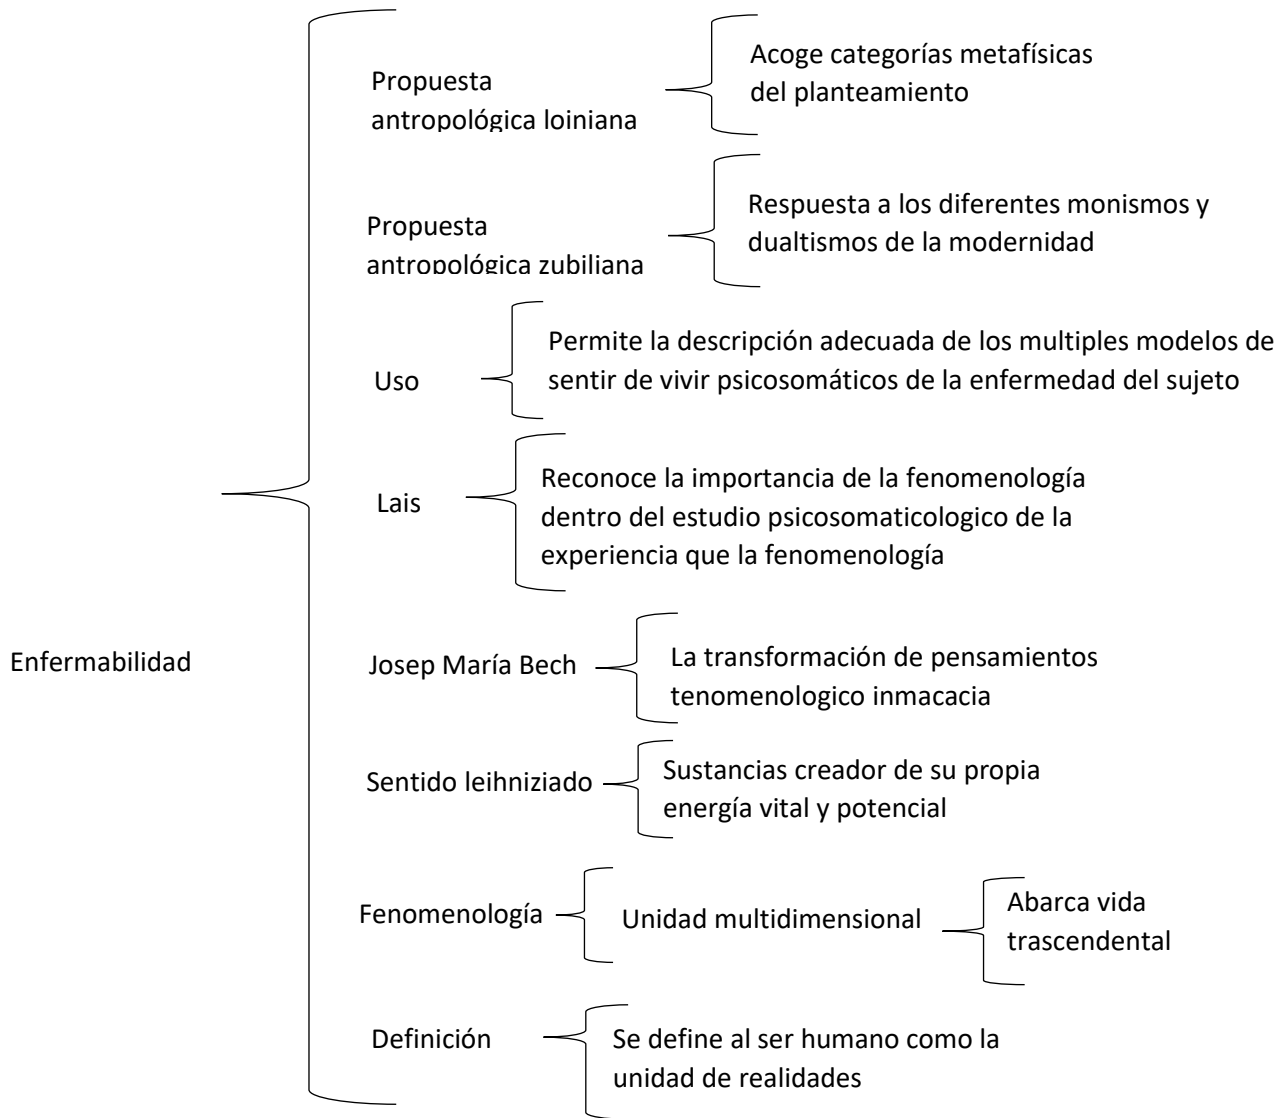 Propuesta
antropológica loiniana
Acoge categorías metafísicas
del planteamiento
Propuesta
antropológica zubiliana
Respuesta a los diferentes monismos y
dualtismos de la modernidad
Uso
Permite la descripción adecuada de los multiples modelos de
sentir de vivir psicosomáticos de la enfermedad del sujeto
Lais
Reconoce la importancia de la fenomenología
dentro del estudio psicosomaticologico de la
experiencia que la fenomenología
Enfermabilidad
Josep María Bech
La transformación de pensamientos
tenomenologico inmacacia
Sentido leihniziado
Sustancias creador de su propia
energía vital y potencial
Fenomenología
Unidad multidimensional
Abarca vida
trascendental
Definición
Se define al ser humano como la
unidad de realidades